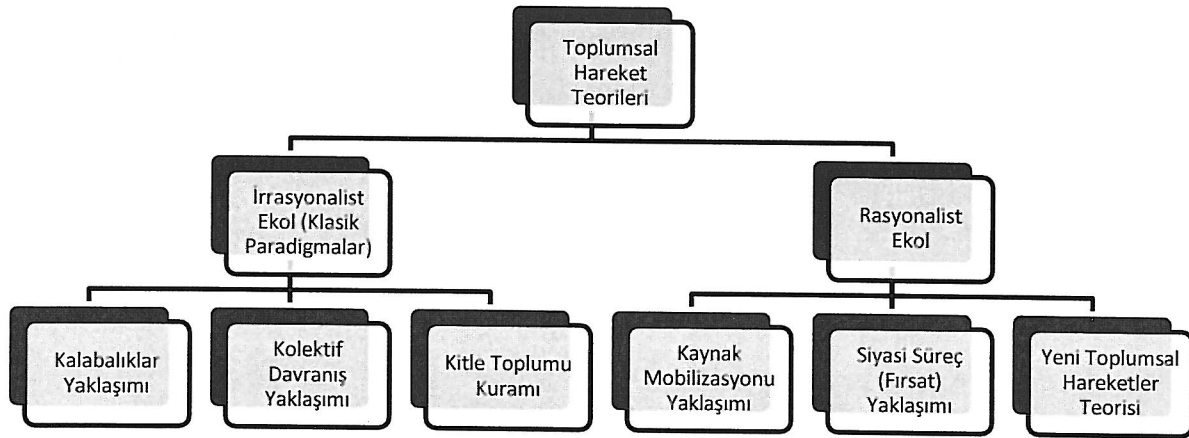 Toplumsal
Hareket
Teorileri
İrrasyonalist
Ekol (Klasik
Paradigmalar)
Rasyonalist
Ekol
Kalabalıklar
Yaklaşımı
Kolektif
Davranış
Yaklaşımı
Kitle Toplumu
Kuramı
Kaynak
Mobilizasyonu
Yaklaşımı
Siyasi Süreç
(Fırsat)
Yaklaşımı
Yeni Toplumsal
Hareketler
Teorisi